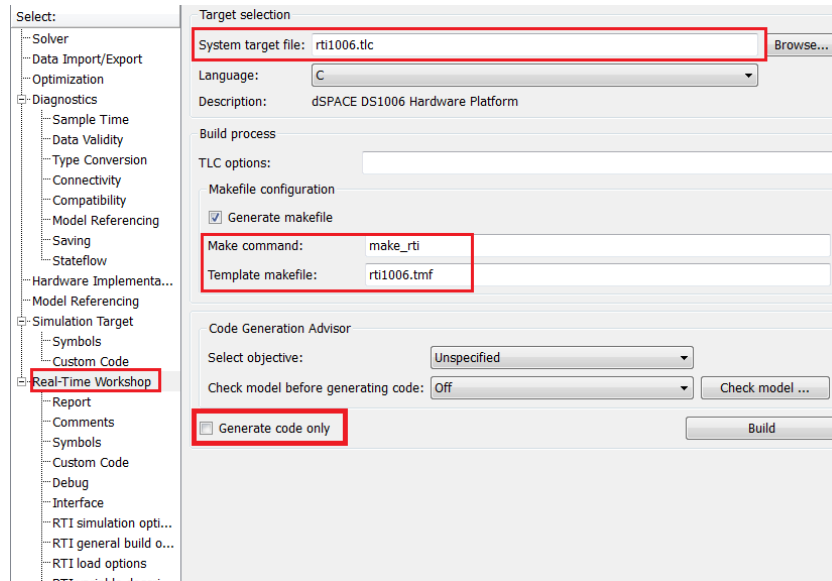 Select:
Solver
Data Import/Export
Optimization
Diagnostics
Sample Time
Data Validity
Type Conversion
Connectivity
Compatibility
Model Referencing
Saving
Stateflow
Hardware Implementa...
Model Referencing
Simulation Target
Symbols
Custom Code
Real-Time Workshop
Report
Comments
Symbols
Custom Code
Debug
Interface
RTI simulation opti...
RTI general build o...
RTI load options
Target selection
System target file: rti1006.tlc Browse...
Language: C
Description: dSPACE DS1006 Hardware Platform
Build process
TLC options:
Makefile configuration
Generate makefile
Make command: make_rti
Template makefile: rti1006.tmf
Code Generation Advisor
Select objective: Unspecified
Check model before generating code: Off Check model ...
Generate code only Build